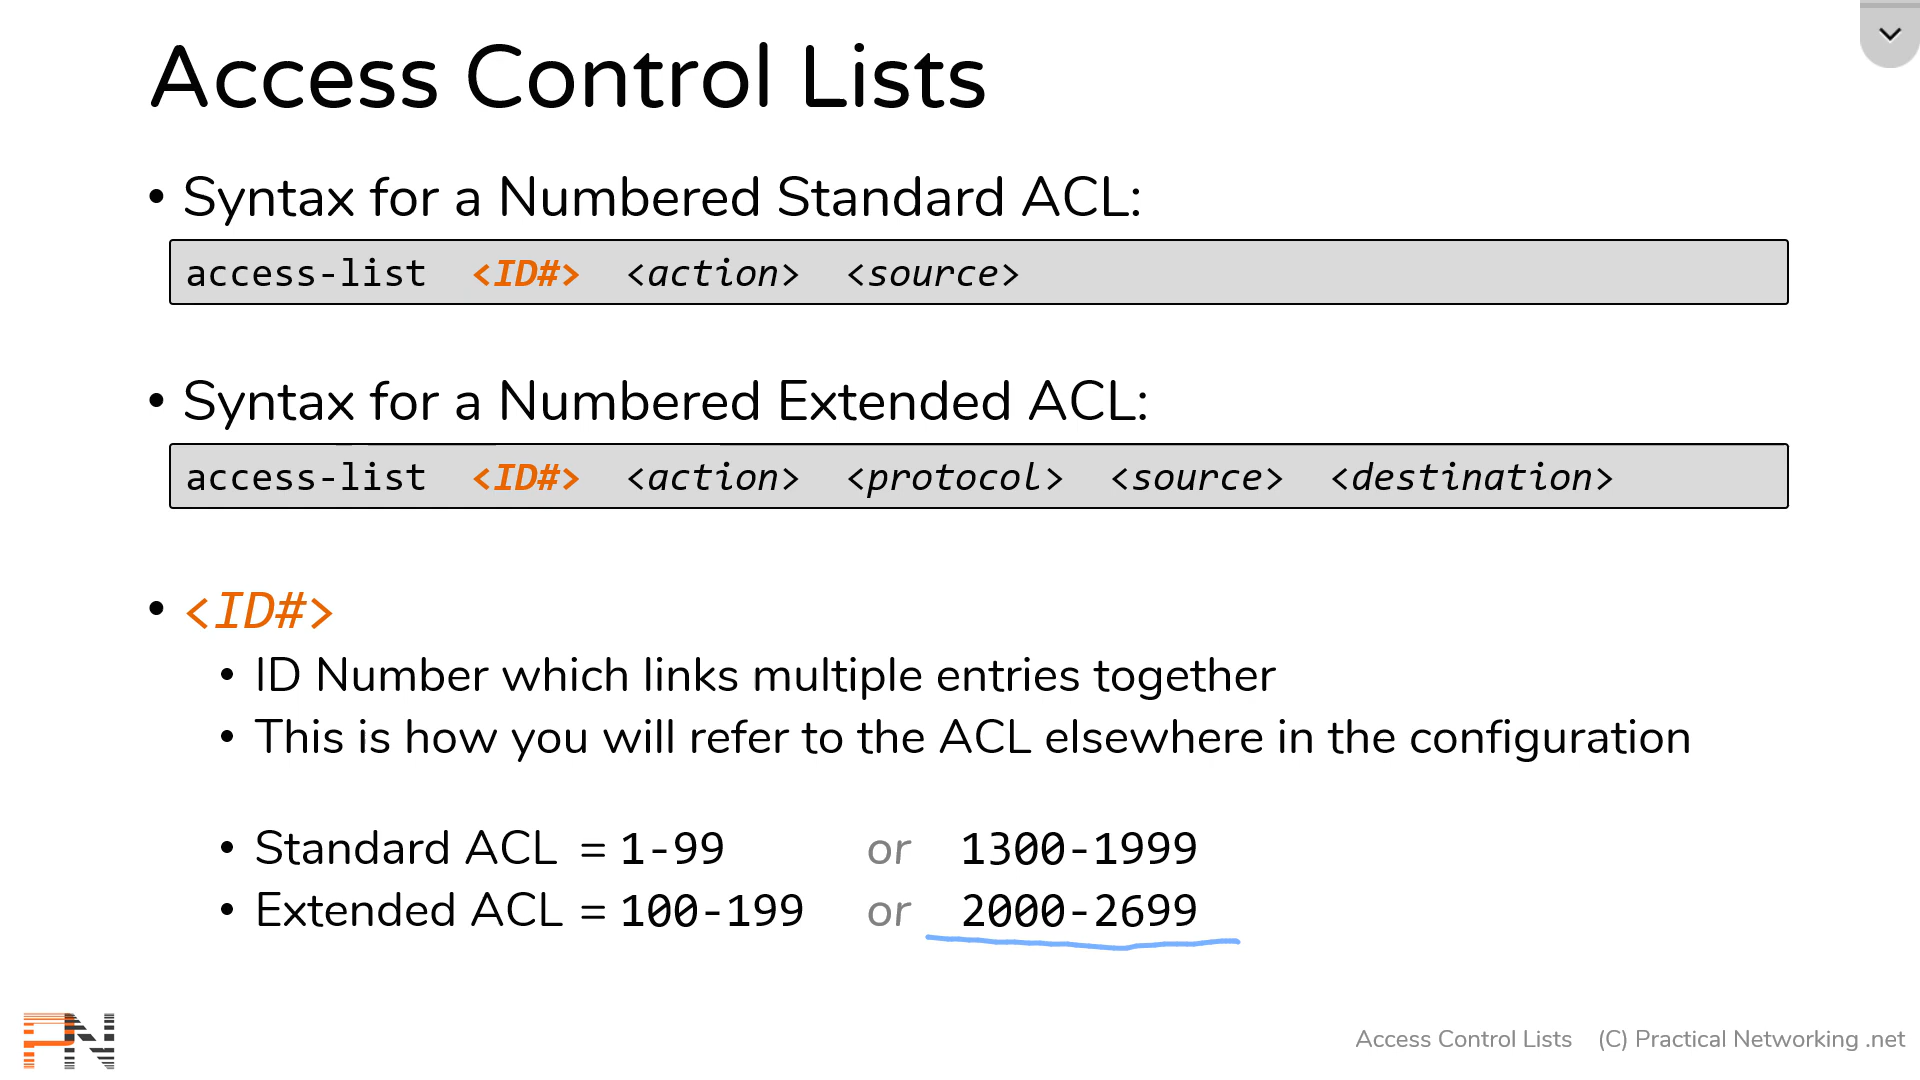 Access Control Lists
• Syntax for a Numbered Standard ACL:
access-list <ID#> <action> <source>
• Syntax for a Numbered Extended ACL:
access-list <ID#> <action> <protocol> <source> <destination>
• <ID#>
• ID Number which links multiple entries together
• This is how you will refer to the ACL elsewhere in the configuration
• Standard ACL = 1-99 or 1300-1999
• Extended ACL = 100-199 or 2000-2699
PN
Access Control Lists (C) Practical Networking .net